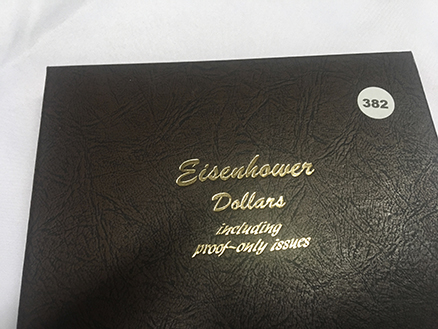 382
Eisenhower
Dollars
including
proof-only issues